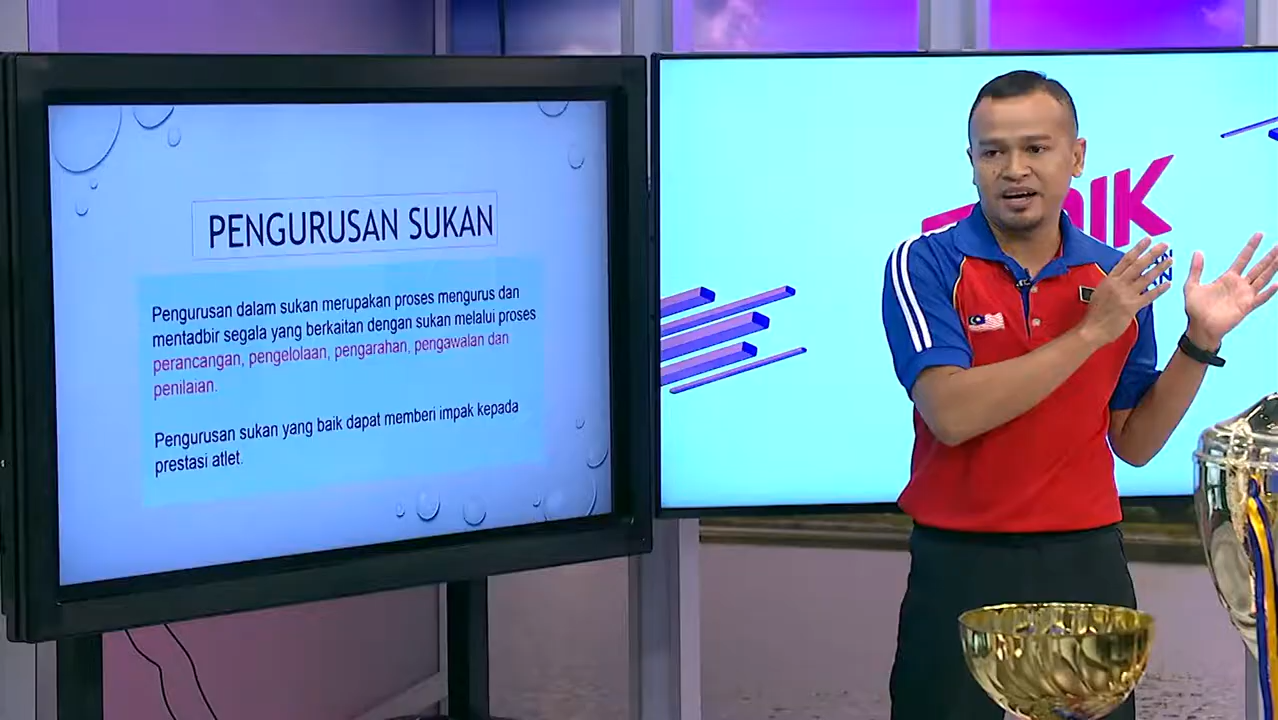 PENGURUSAN SUKAN
Pengurusan dalam sukan merupakan proses mengurus dan
mentadbir segala yang berkaitan dengan sukan melalui proses
perancangan, pengelolaan, pengarahan, pengawalan dan
penilaian.
Pengurusan sukan yang baik dapat memberi impak kepada
prestasi atlet.